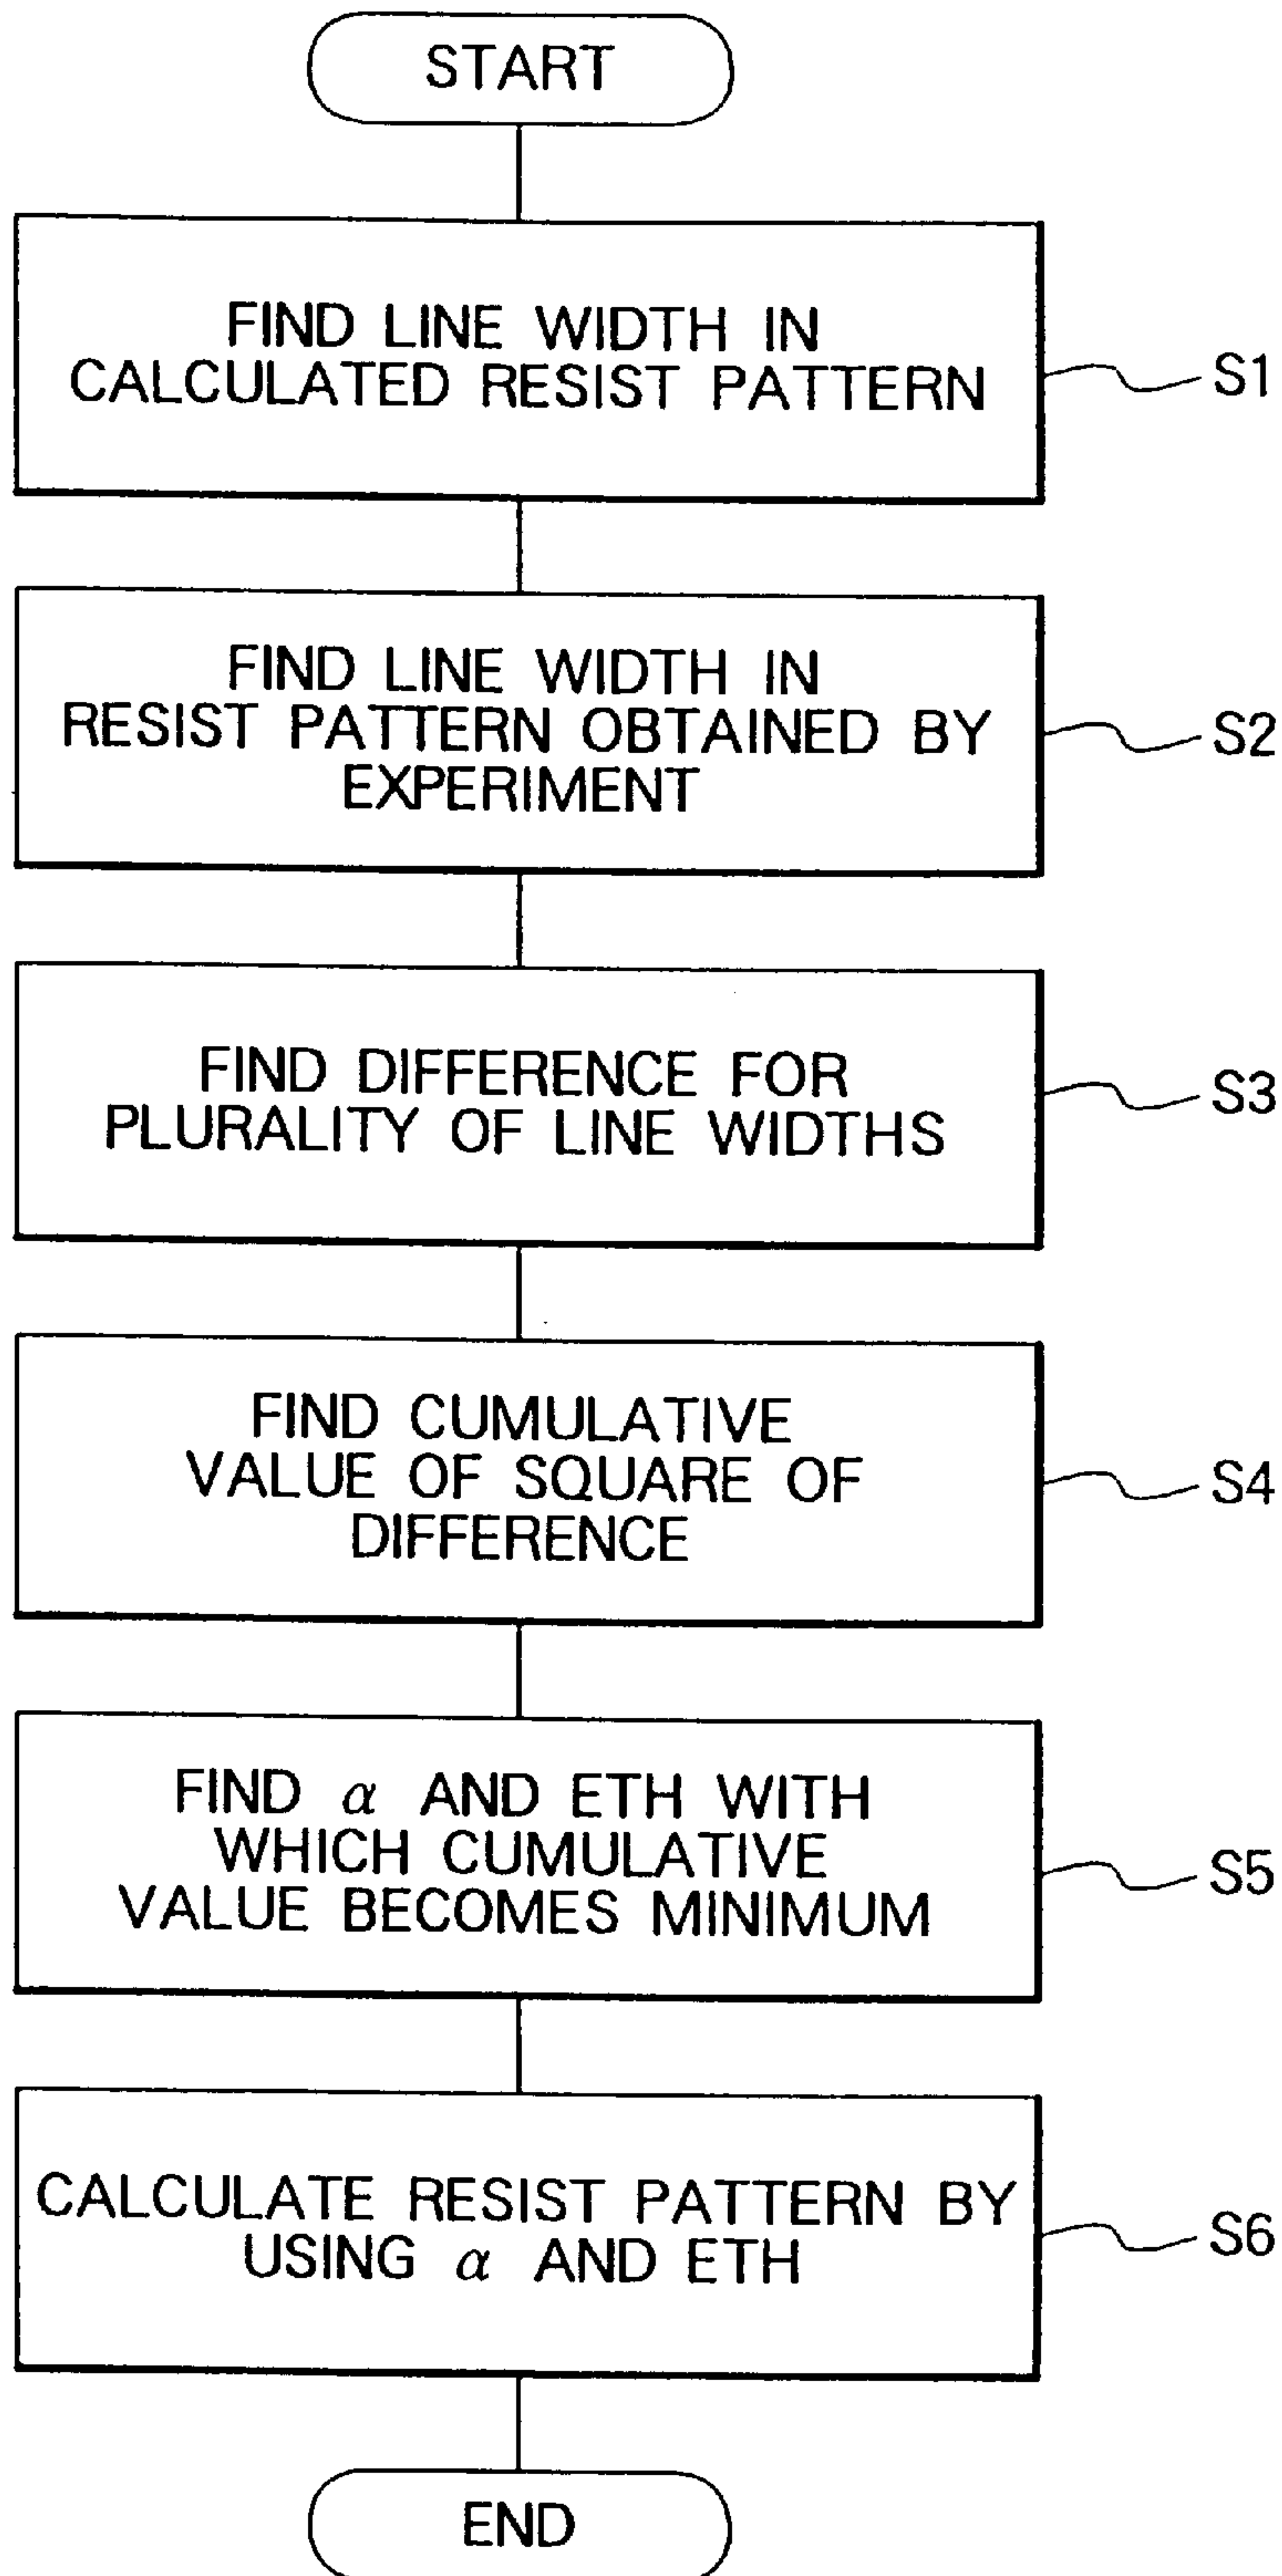 START
FIND LINE WIDTH IN
CALCULATED RESIST PATTERN
S1
FIND LINE WIDTH IN
RESIST PATTERN OBTAINED BY
EXPERIMENT
S2
FIND DIFFERENCE FOR
PLURALITY OF LINE WIDTHS
S3
FIND CUMULATIVE
VALUE OF SQUARE OF
DIFFERENCE
S4
FIND α AND ETH WITH
WHICH CUMULATIVE
VALUE BECOMES MINIMUM
S5
CALCULATE RESIST PATTERN BY
USING α AND ETH
S6
END